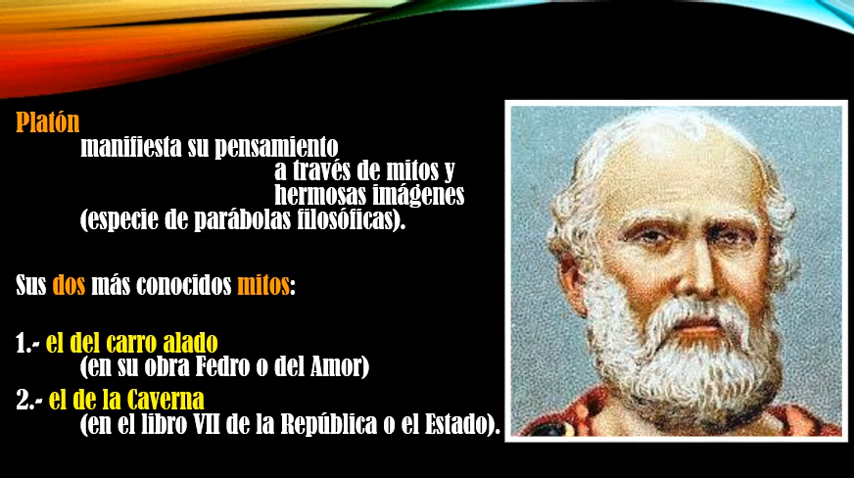 Platón
manifiesta su pensamiento
a través de mitos y
hermosas imágenes
(especie de parábolas filosóficas).
Sus dos más conocidos mitos:
1.- el del carro alado
(en su obra Fedro o del Amor)
2.- el de la Caverna
(en el libro VII de la República o el Estado).